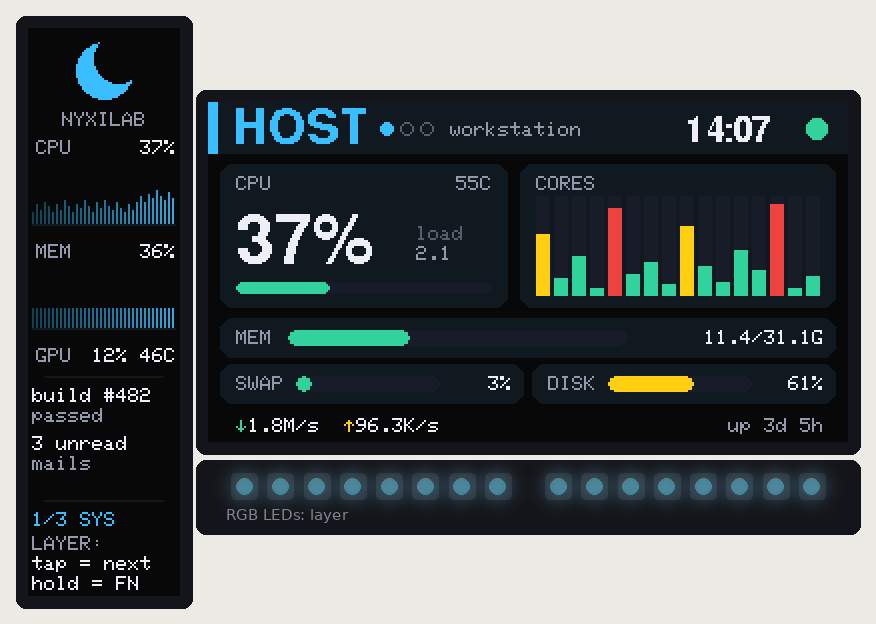 NYXILAB
CPU 37%
MEM 36%
GPU 12% 46C
build #482
passed
3 unread
mails
1/3 SYS
LAYER:
tap = next
hold = FN
HOST workstation 14:07
CPU 55C
37%
load
2.1
CORES
MEM 11.4/31.1G
SWAP 3%
DISK 61%
↓1.8M/s ↑96.3K/s up 3d 5h
RGB LEDs: layer